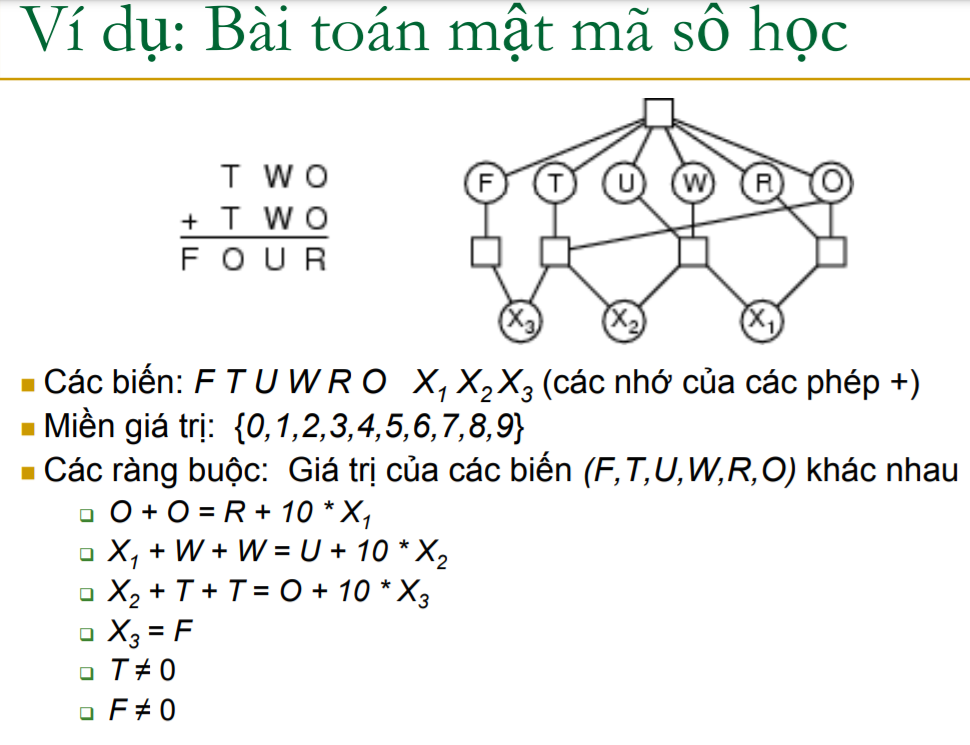 Ví dụ: Bài toán mật mã số học
T W O
+ T W O
F O U R
F T U W R O
X₃ X₂ X₁
Các biến: F T U W R O X₁ X₂ X₃ (các nhớ của các phép +)
Miền giá trị: {0,1,2,3,4,5,6,7,8,9}
Các ràng buộc: Giá trị của các biến (F,T,U,W,R,O) khác nhau
O + O = R + 10 * X₁
X₁ + W + W = U + 10 * X₂
X₂ + T + T = O + 10 * X₃
X₃ = F
T ≠ 0
F ≠ 0